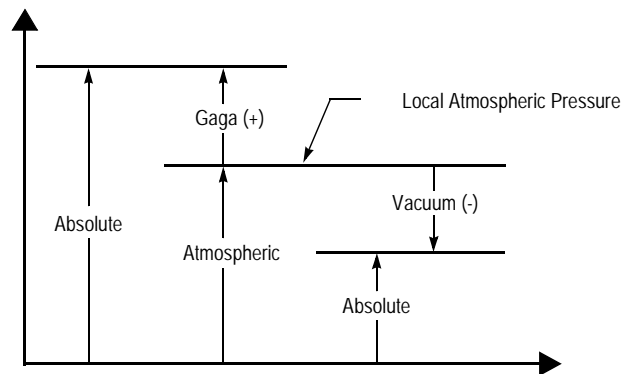 Gaga (+)
Local Atmospheric Pressure
Vacuum (-)
Absolute
Atmospheric
Absolute